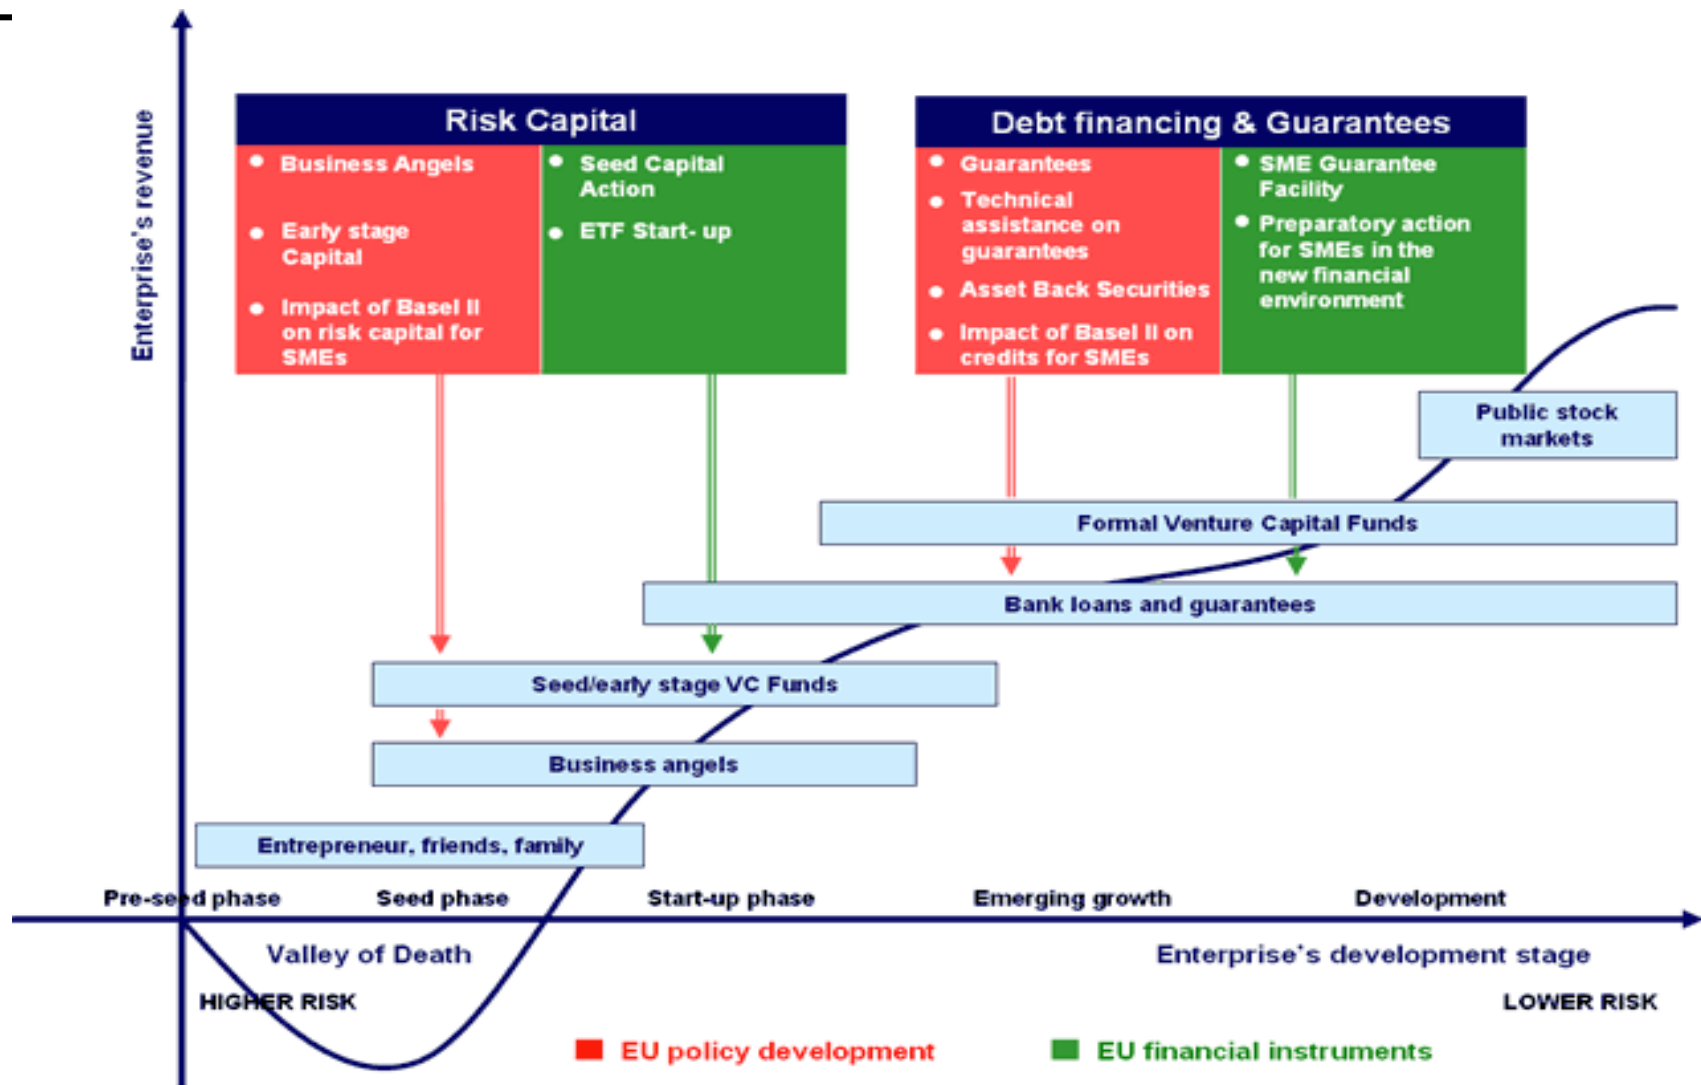 Enterprise's revenue
Risk Capital
Business Angels
Early stage
Capital
Impact of Basel II
on risk capital for
SMEs
Seed Capital
Action
ETF Start- up
Debt financing & Guarantees
Guarantees
Technical
assistance on
guarantees
Asset Back Securities
Impact of Basel II on
credits for SMEs
SME Guarantee
Facility
Preparatory action
for SMEs in the
new financial
environment
Public stock
markets
Formal Venture Capital Funds
Bank loans and guarantees
Seed/early stage VC Funds
Business angels
Entrepreneur, friends, family
Pre-seed phase
Seed phase
Start-up phase
Emerging growth
Development
Valley of Death
Enterprise's development stage
HIGHER RISK
LOWER RISK
EU policy development
EU financial instruments